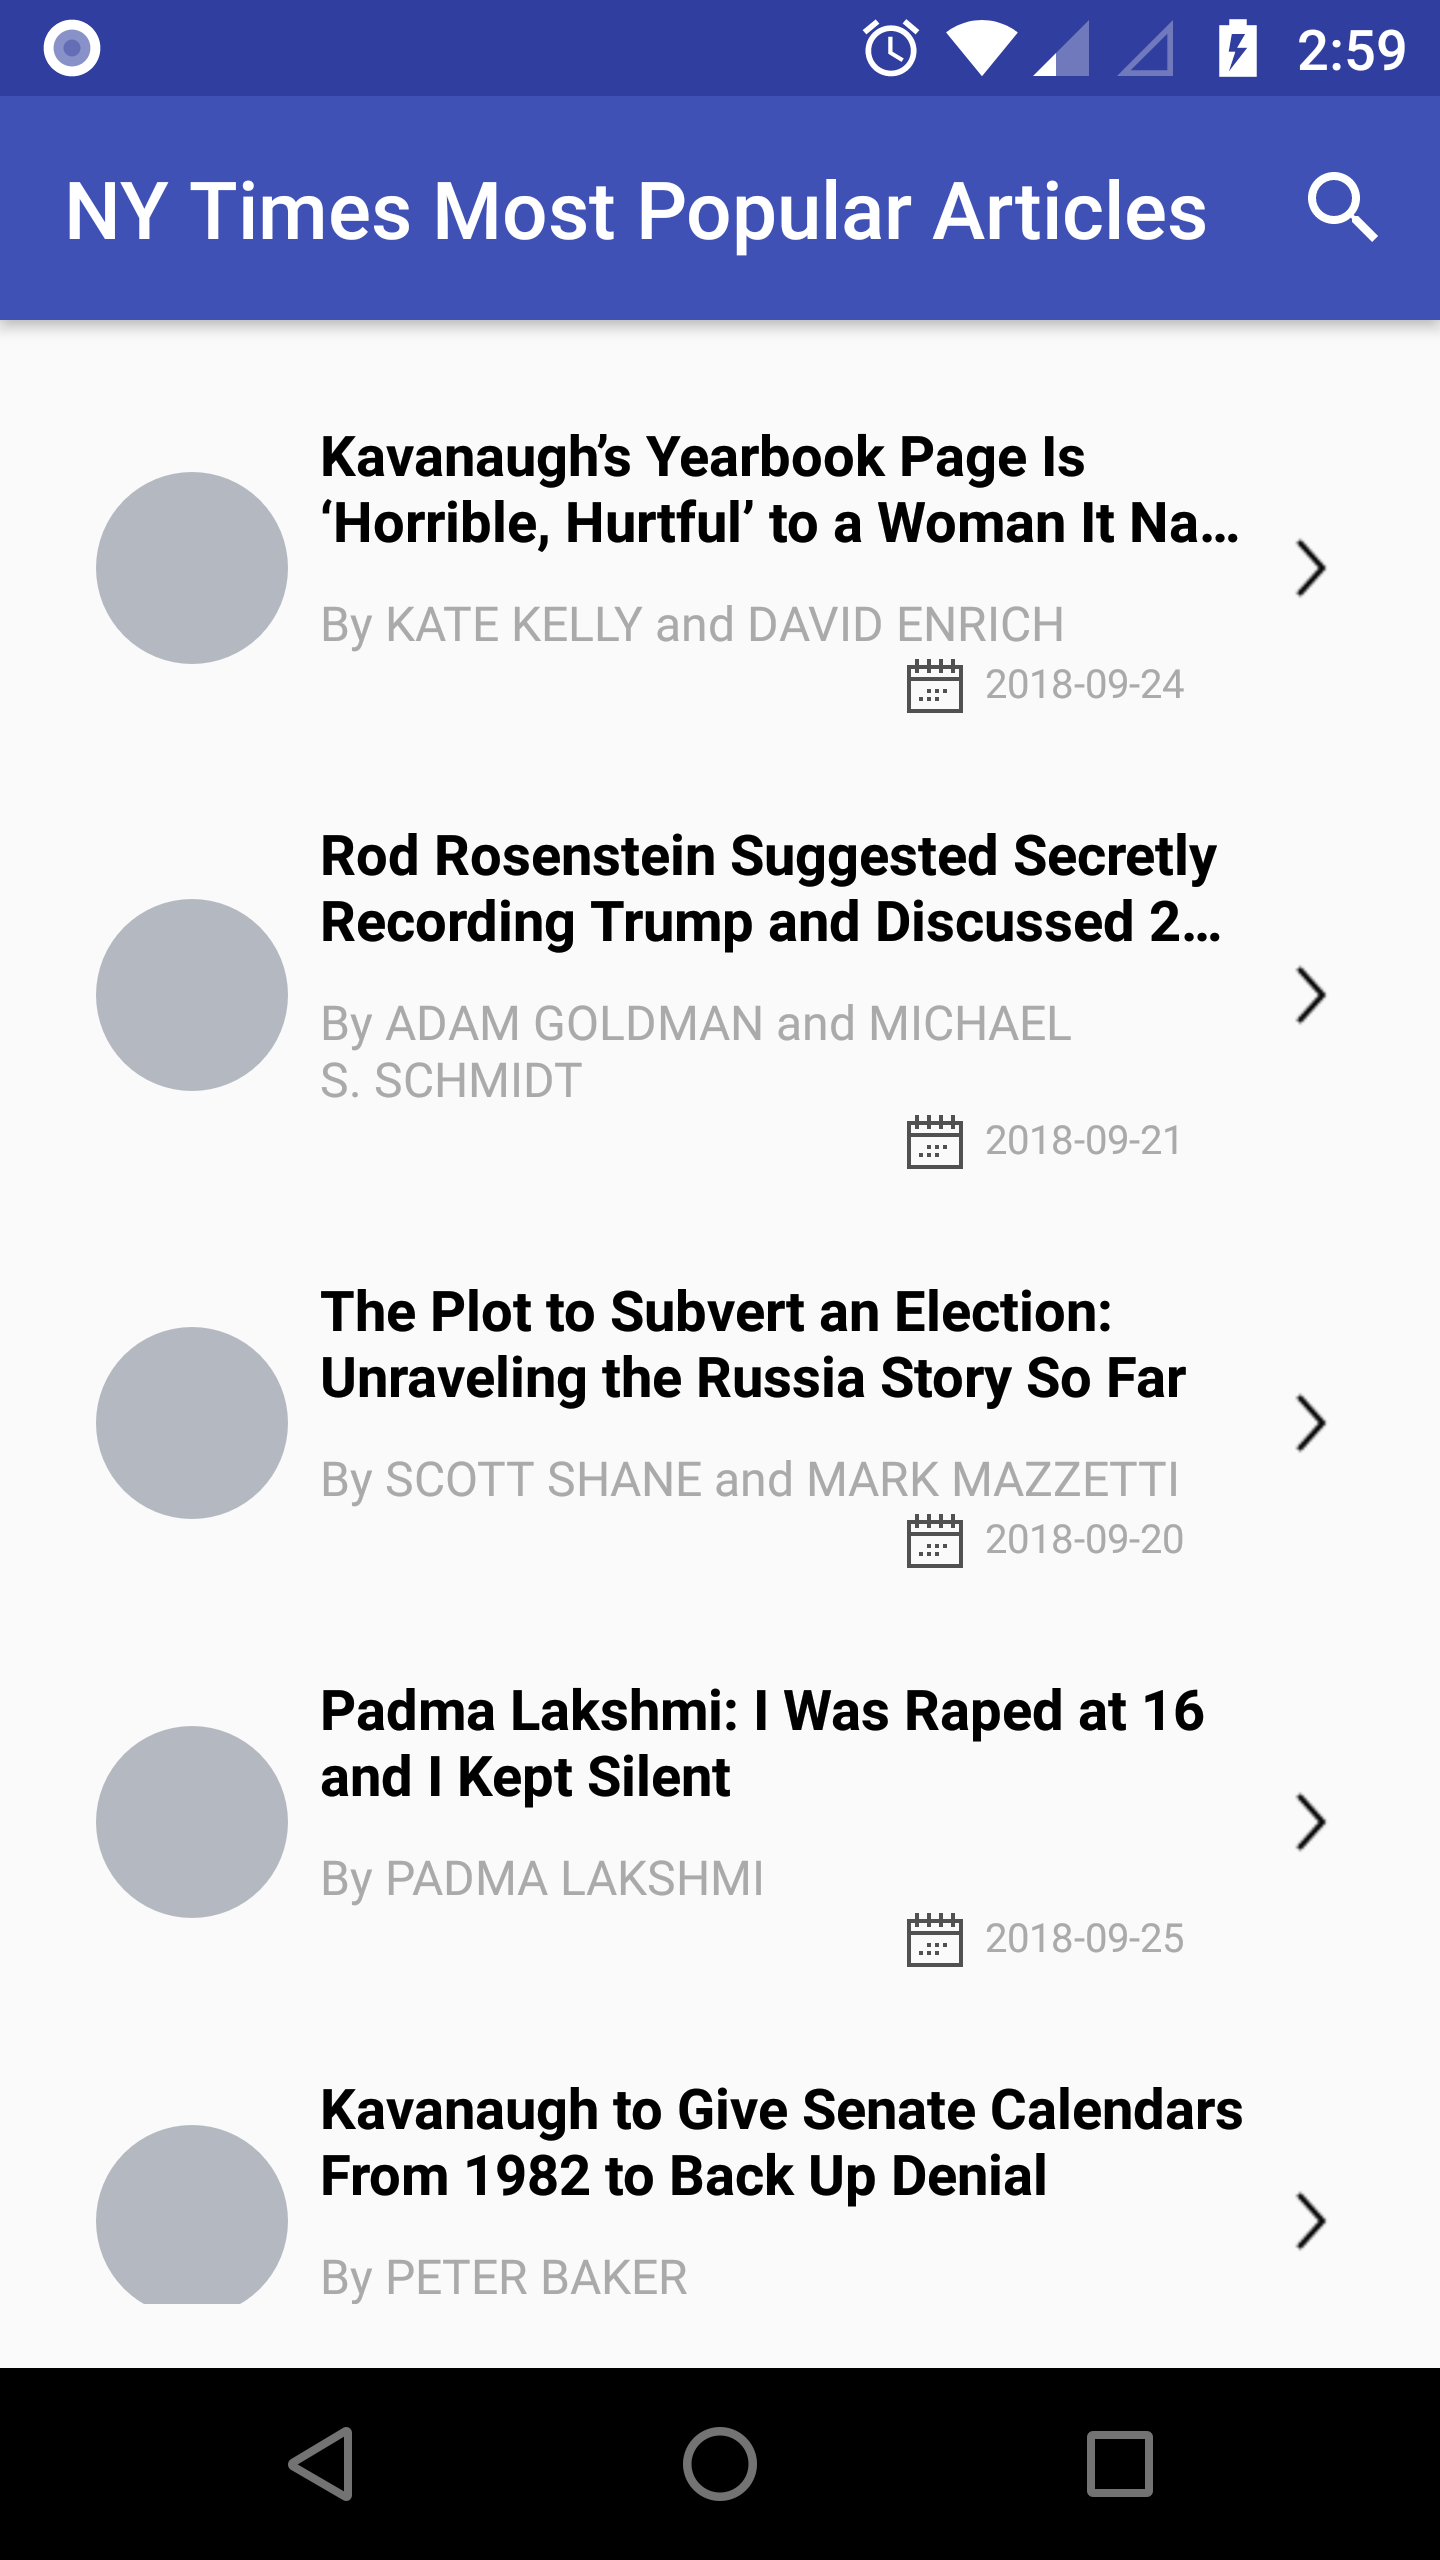 2:59
NY Times Most Popular Articles
Kavanaugh’s Yearbook Page Is
‘Horrible, Hurtful’ to a Woman It Na…
By KATE KELLY and DAVID ENRICH
2018-09-24
Rod Rosenstein Suggested Secretly
Recording Trump and Discussed 2…
By ADAM GOLDMAN and MICHAEL
S. SCHMIDT
2018-09-21
The Plot to Subvert an Election:
Unraveling the Russia Story So Far
By SCOTT SHANE and MARK MAZZETTI
2018-09-20
Padma Lakshmi: I Was Raped at 16
and I Kept Silent
By PADMA LAKSHMI
2018-09-25
Kavanaugh to Give Senate Calendars
From 1982 to Back Up Denial
By PETER BAKER